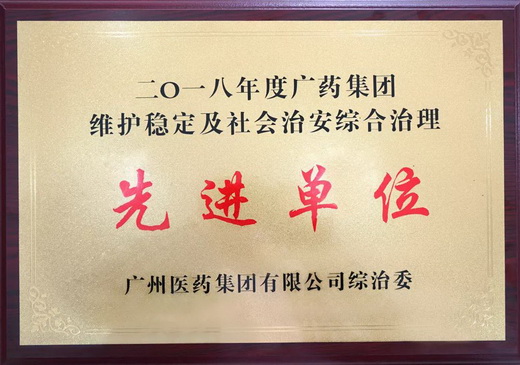 二〇一八年度广药集团
维护稳定及社会治安综合治理
先进单位
广州医药集团有限公司综治委